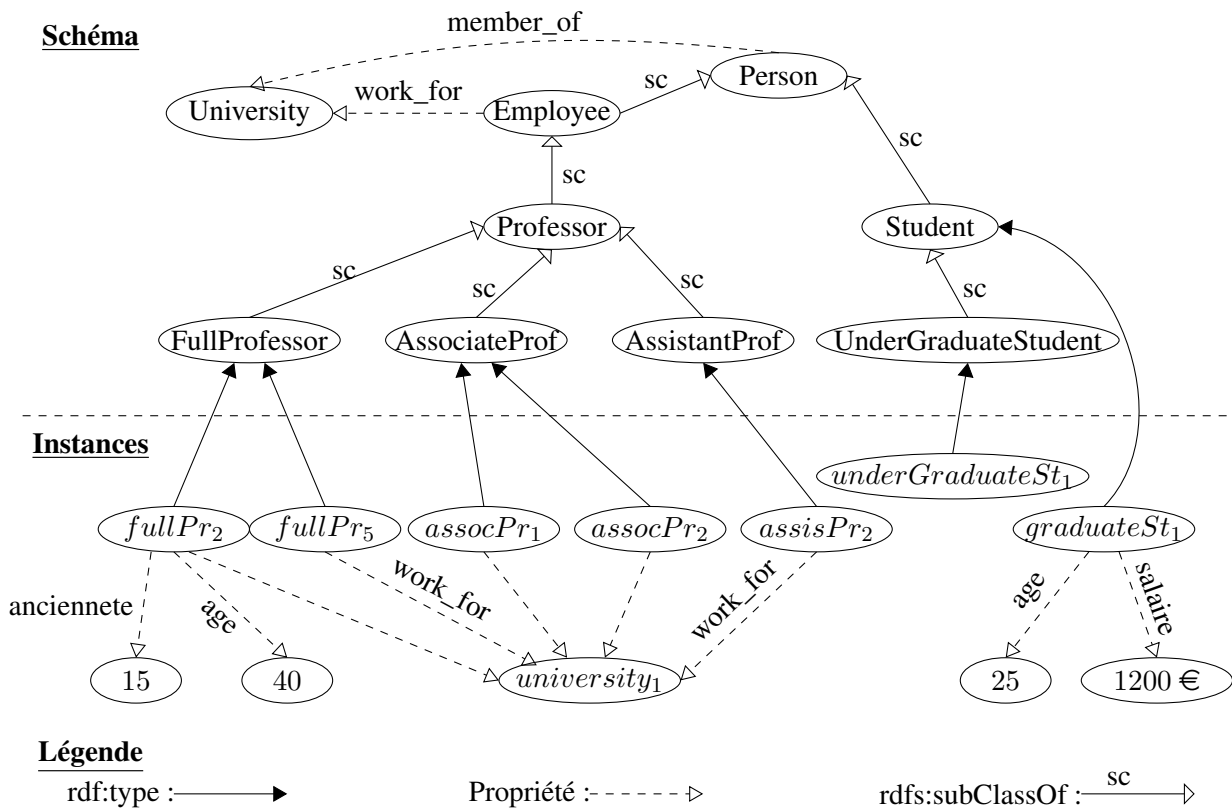 Schéma
member_of
Person
sc
University
work_for
Employee
sc
sc
Professor
Student
sc
sc
sc
sc
FullProfessor
AssociateProf
AssistantProf
UnderGraduateStudent
Instances
underGraduateSt₁
fullPr₂
fullPr₅
assocPr₁
assocPr₂
assisPr₂
graduateSt₁
anciennete
age
work_for
work_for
age
salaire
15
40
university₁
25
1200 €
Légende
rdf:type :
Propriété :
rdfs:subClassOf :
sc